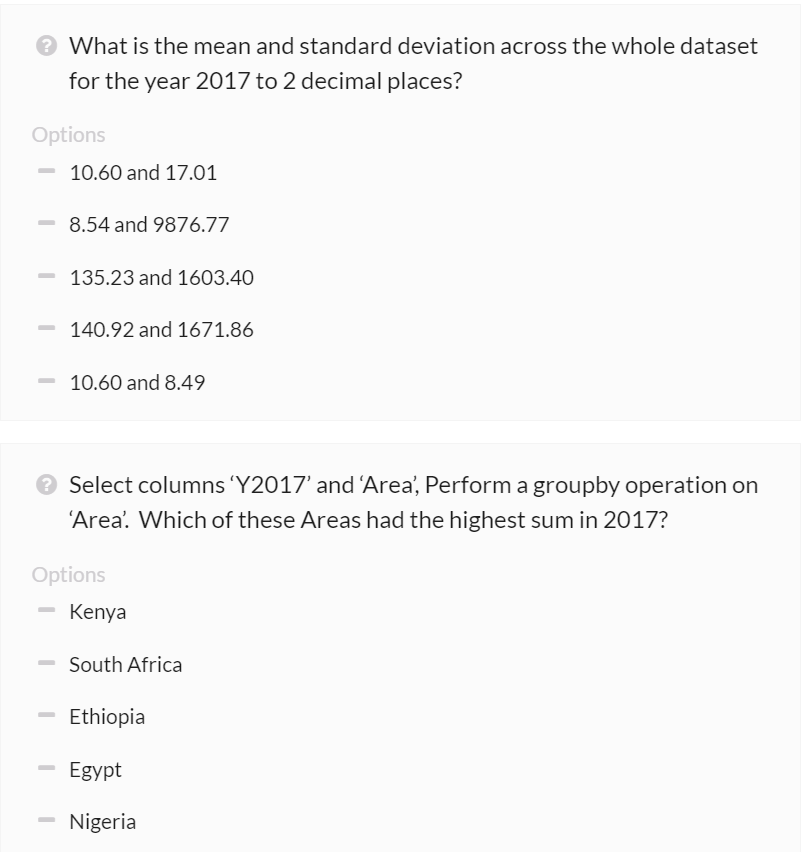 What is the mean and standard deviation across the whole dataset
for the year 2017 to 2 decimal places?
Options
10.60 and 17.01
8.54 and 9876.77
135.23 and 1603.40
140.92 and 1671.86
10.60 and 8.49
Select columns ‘Y2017’ and ‘Area’, Perform a groupby operation on
‘Area’.  Which of these Areas had the highest sum in 2017?
Options
Kenya
South Africa
Ethiopia
Egypt
Nigeria